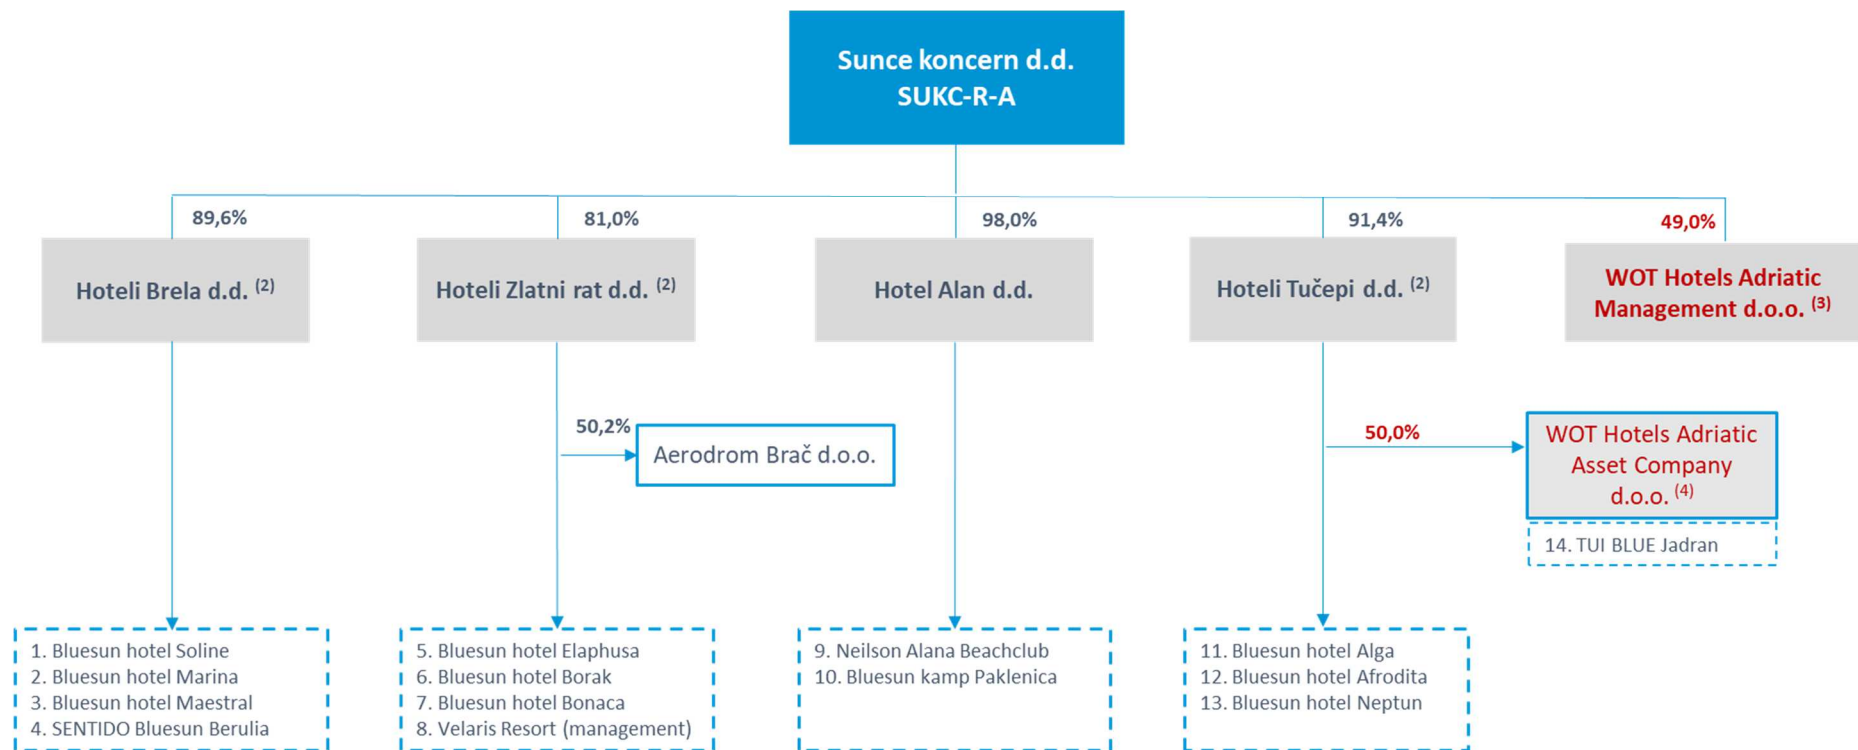 Sunce koncern d.d.
SUKC-R-A
89,6%
81,0%
98,0%
91,4%
49,0%
Hoteli Brela d.d. (2)
Hoteli Zlatni rat d.d. (2)
Hotel Alan d.d.
Hoteli Tučepi d.d. (2)
WOT Hotels Adriatic
Management d.o.o. (3)
50,2%
Aerodrom Brač d.o.o.
50,0%
WOT Hotels Adriatic
Asset Company
d.o.o. (4)
14. TUI BLUE Jadran
1. Bluesun hotel Soline
2. Bluesun hotel Marina
3. Bluesun hotel Maestral
4. SENTIDO Bluesun Berulia
5. Bluesun hotel Elaphusa
6. Bluesun hotel Borak
7. Bluesun hotel Bonaca
8. Velaris Resort (management)
9. Neilson Alana Beachclub
10. Bluesun kamp Paklenica
11. Bluesun hotel Alga
12. Bluesun hotel Afrodita
13. Bluesun hotel Neptun